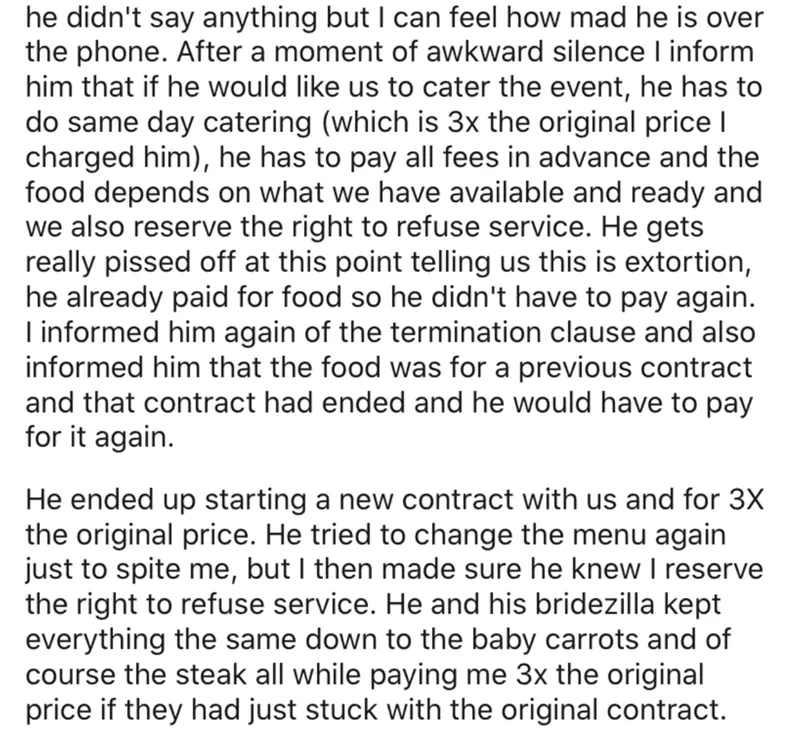 he didn't say anything but I can feel how mad he is over
the phone. After a moment of awkward silence I inform
him that if he would like us to cater the event, he has to
do same day catering (which is 3x the original price I
charged him), he has to pay all fees in advance and the
food depends on what we have available and ready and
we also reserve the right to refuse service. He gets
really pissed off at this point telling us this is extortion,
he already paid for food so he didn't have to pay again.
I informed him again of the termination clause and also
informed him that the food was for a previous contract
and that contract had ended and he would have to pay
for it again.
He ended up starting a new contract with us and for 3X
the original price. He tried to change the menu again
just to spite me, but I then made sure he knew I reserve
the right to refuse service. He and his bridezilla kept
everything the same down to the baby carrots and of
course the steak all while paying me 3x the original
price if they had just stuck with the original contract.